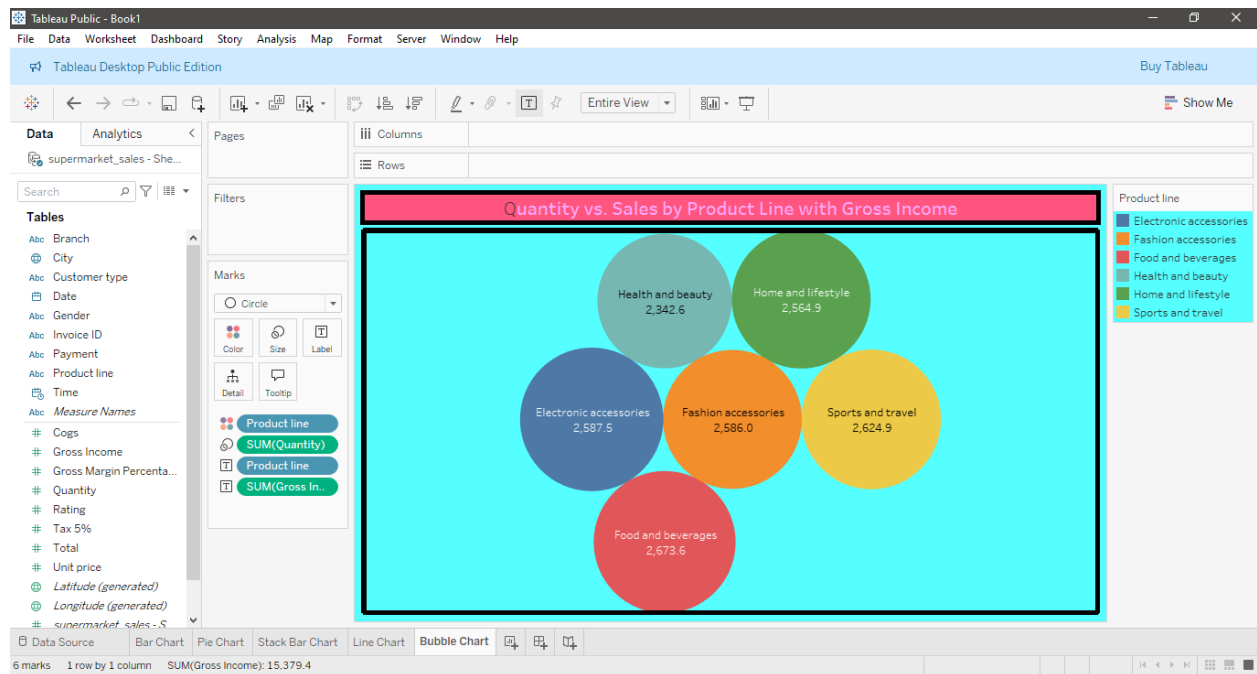 Tableau Public - Book1
File Data Worksheet Dashboard Story Analysis Map Format Server Window Help
Tableau Desktop Public Edition
Buy Tableau
Entire View
Show Me
Data Analytics
supermarket_sales - She...
Search
Tables
Abc Branch
City
Abc Customer type
Date
Abc Gender
Abc Invoice ID
Abc Payment
Abc Product line
Time
Abc Measure Names
# Cogs
# Gross Income
# Gross Margin Percenta...
# Quantity
# Rating
# Tax 5%
# Total
# Unit price
Latitude (generated)
Longitude (generated)
# supermarket_sales - S...
Pages
Filters
Marks
Circle
Color Size Label
Detail Tooltip
Product line
SUM(Quantity)
Product line
SUM(Gross In..
Columns
Rows
Quantity vs. Sales by Product Line with Gross Income
Health and beauty
2,342.6
Home and lifestyle
2,564.9
Electronic accessories
2,587.5
Fashion accessories
2,586.0
Sports and travel
2,624.9
Food and beverages
2,673.6
Product line
Electronic accessories
Fashion accessories
Food and beverages
Health and beauty
Home and lifestyle
Sports and travel
Data Source Bar Chart Pie Chart Stack Bar Chart Line Chart Bubble Chart
6 marks 1 row by 1 column SUM(Gross Income): 15,379.4